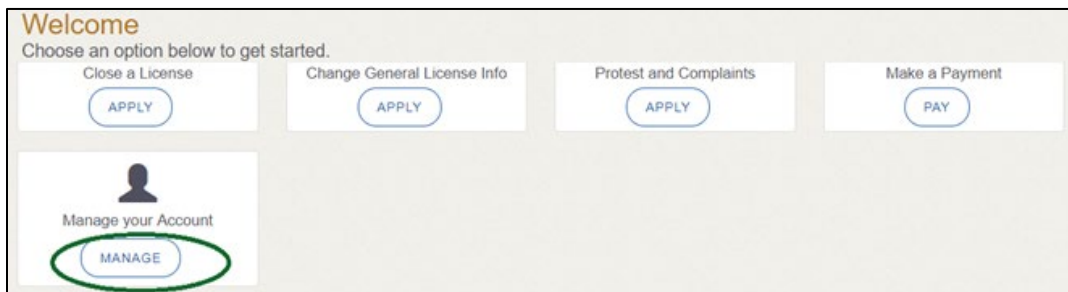 Welcome
Choose an option below to get started.
Close a License
APPLY
Change General License Info
APPLY
Protest and Complaints
APPLY
Make a Payment
PAY
Manage your Account
MANAGE